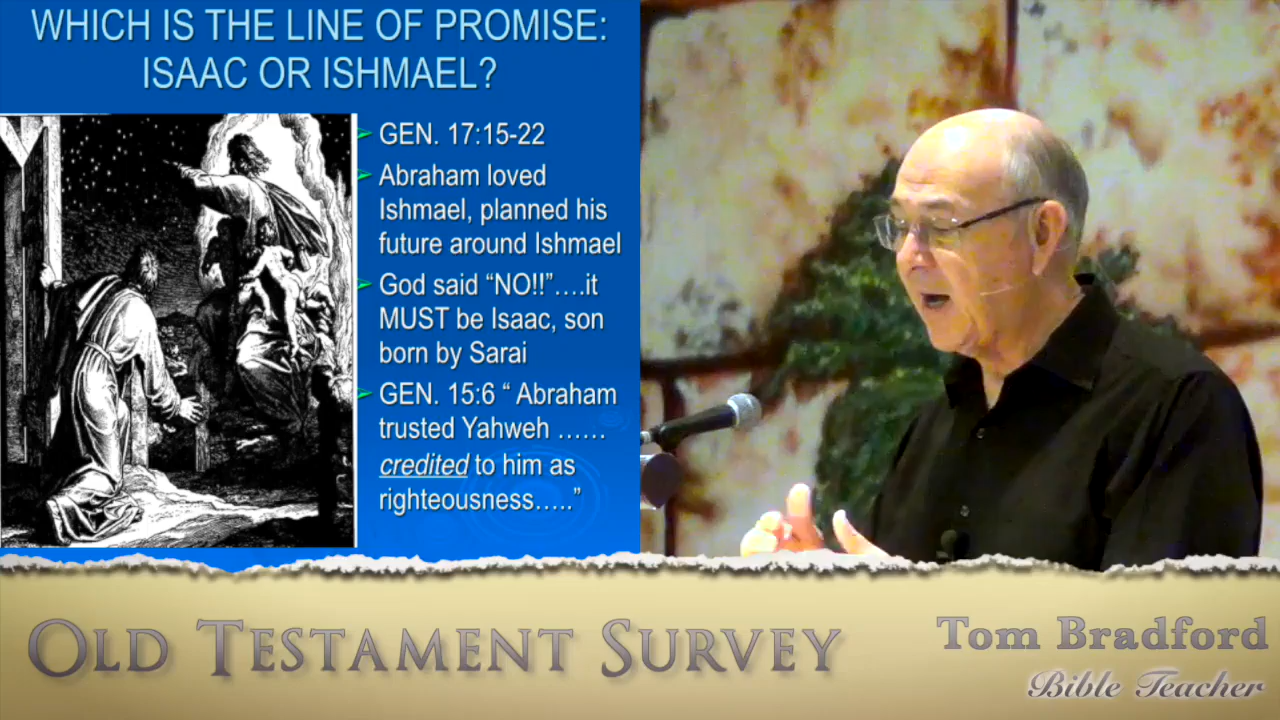 WHICH IS THE LINE OF PROMISE:
ISAAC OR ISHMAEL?
GEN. 17:15-22
Abraham loved
Ishmael, planned his
future around Ishmael
God said “NO!!”….it
MUST be Isaac, son
born by Sarai
GEN. 15:6 “ Abraham
trusted Yahweh ……
credited to him as
righteousness…..”
OLD TESTAMENT SURVEY
Tom Bradford
Bible Teacher